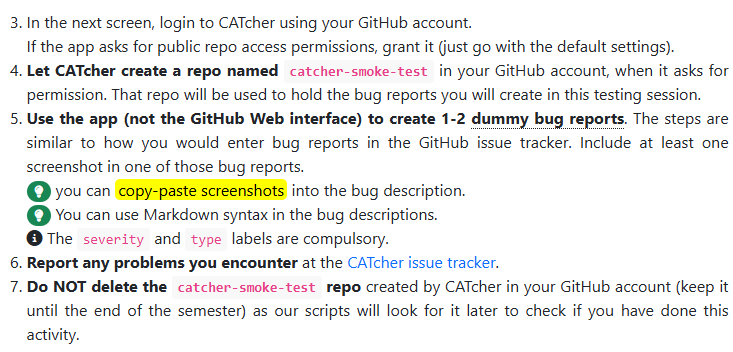 3. In the next screen, login to CATcher using your GitHub account.
If the app asks for public repo access permissions, grant it (just go with the default settings).
4. Let CATcher create a repo named catcher-smoke-test in your GitHub account, when it asks for
permission. That repo will be used to hold the bug reports you will create in this testing session.
5. Use the app (not the GitHub Web interface) to create 1-2 dummy bug reports. The steps are
similar to how you would enter bug reports in the GitHub issue tracker. Include at least one
screenshot in one of those bug reports.
you can copy-paste screenshots into the bug description.
You can use Markdown syntax in the bug descriptions.
The severity and type labels are compulsory.
6. Report any problems you encounter at the CATcher issue tracker.
7. Do NOT delete the catcher-smoke-test repo created by CATcher in your GitHub account (keep it
until the end of the semester) as our scripts will look for it later to check if you have done this
activity.